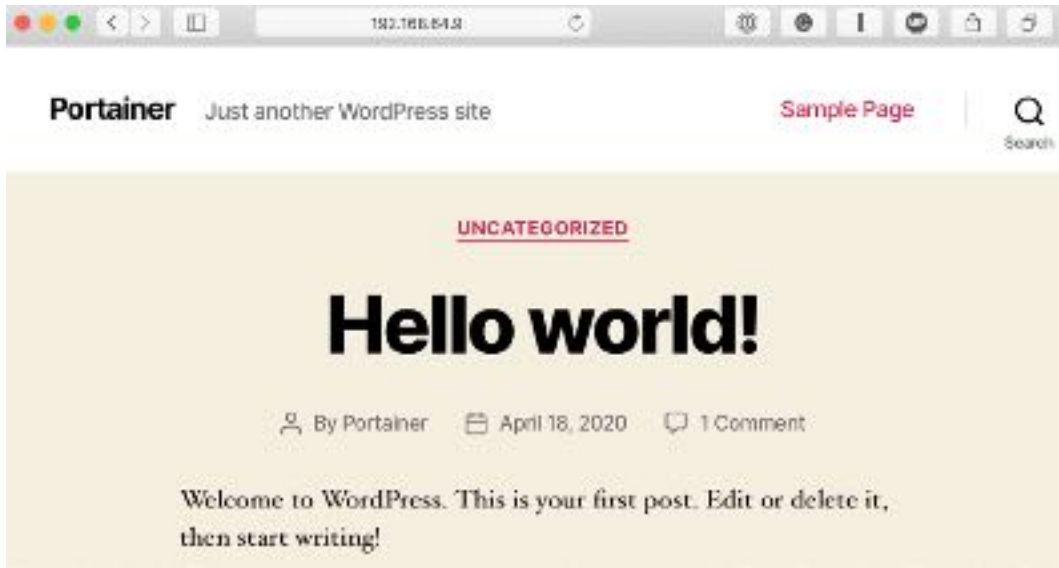 192.168.64.9
Portainer Just another WordPress site Sample Page
Search
UNCATEGORIZED
Hello world!
By Portainer April 18, 2020 1 Comment
Welcome to WordPress. This is your first post. Edit or delete it,
then start writing!